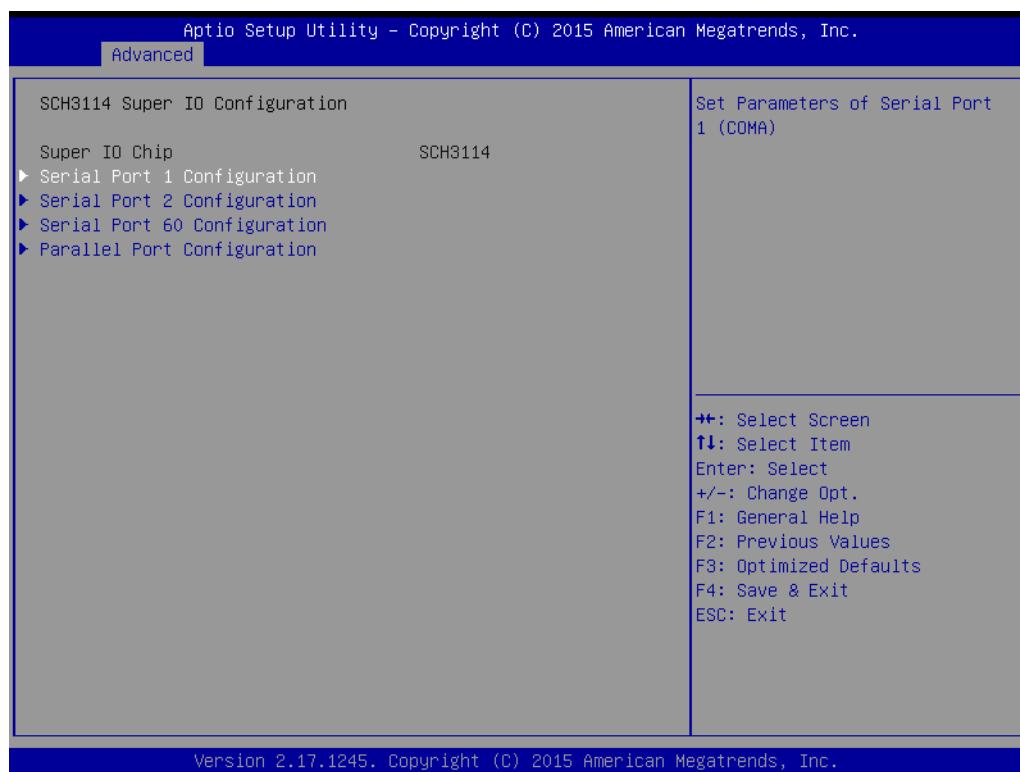 Aptio Setup Utility – Copyright (C) 2015 American Megatrends, Inc.
Advanced
SCH3114 Super IO Configuration
Super IO Chip SCH3114
Serial Port 1 Configuration
Serial Port 2 Configuration
Serial Port 60 Configuration
Parallel Port Configuration
Set Parameters of Serial Port
1 (COMA)
→←: Select Screen
↑↓: Select Item
Enter: Select
+/-: Change Opt.
F1: General Help
F2: Previous Values
F3: Optimized Defaults
F4: Save & Exit
ESC: Exit
Version 2.17.1245. Copyright (C) 2015 American Megatrends, Inc.